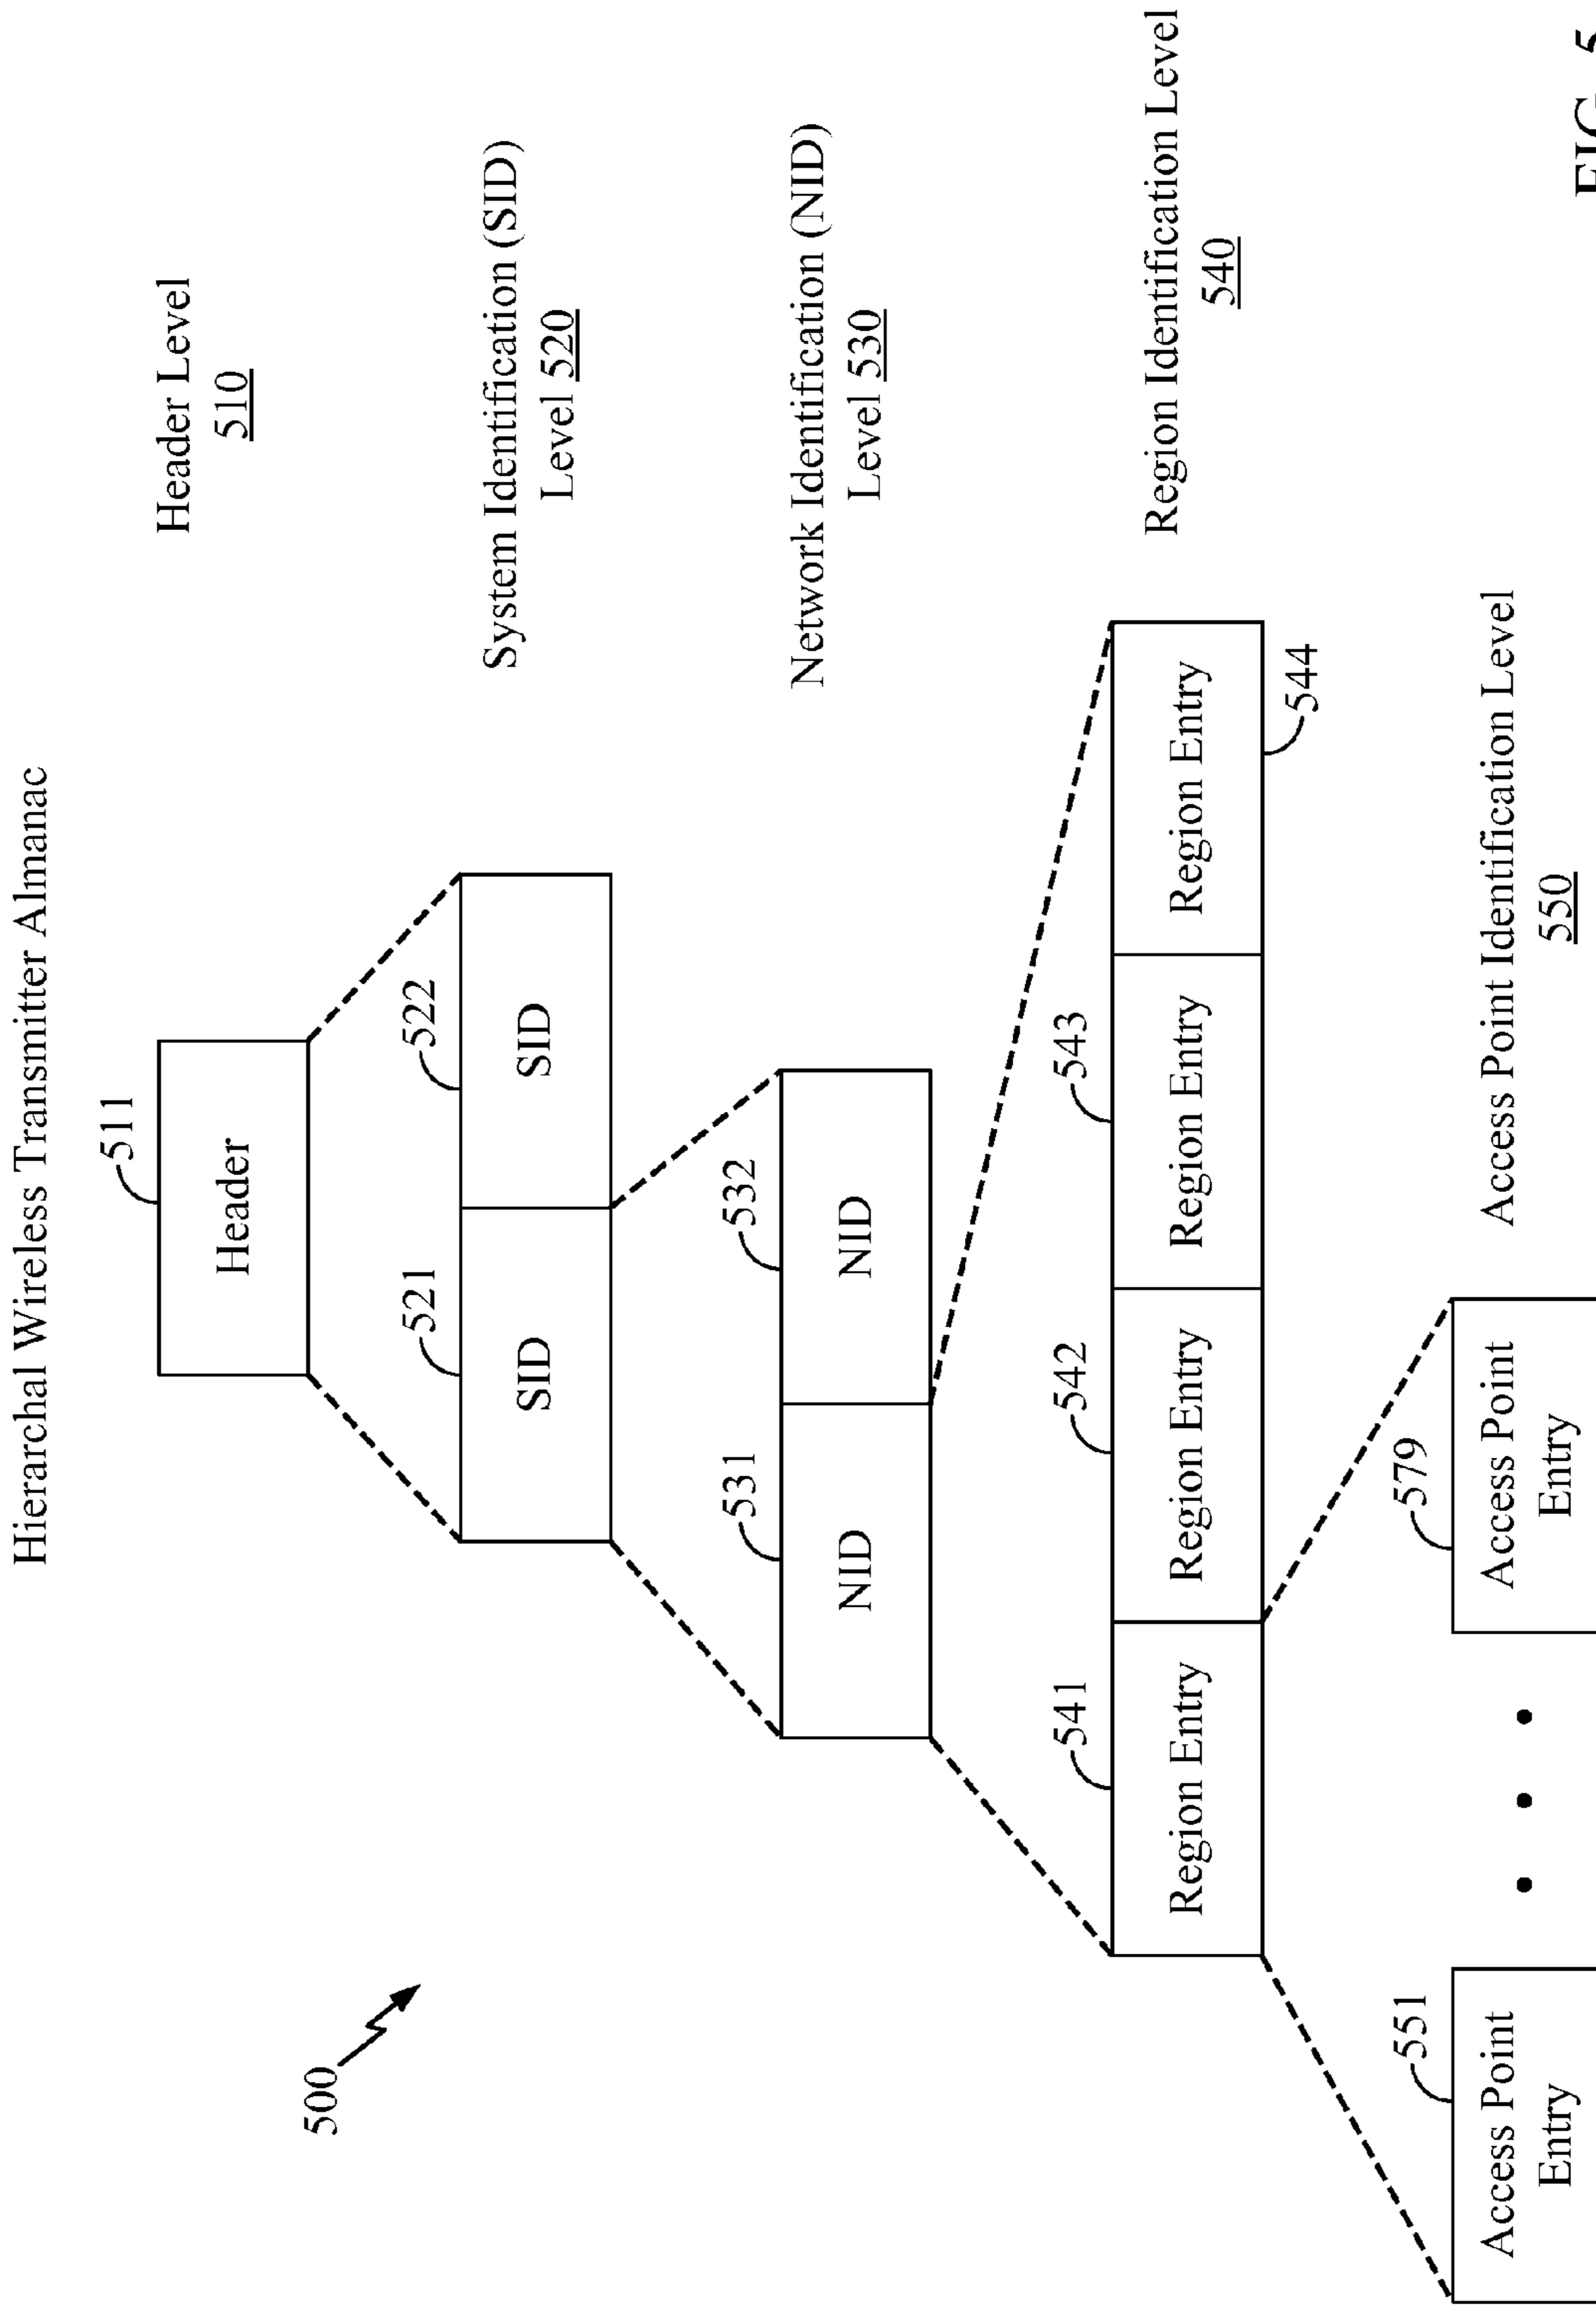 Hierarchal Wireless Transmitter Almanac
500
511
Header
Header Level
510
521
522
SID
SID
System Identification (SID)
Level 520
531
532
NID
NID
Network Identification (NID)
Level 530
541
542
543
Region Entry
Region Entry
Region Entry
Region Entry
544
Region Identification Level
540
551
579
Access Point
Entry
Access Point
Entry
Access Point Identification Level
550
FIG. 5